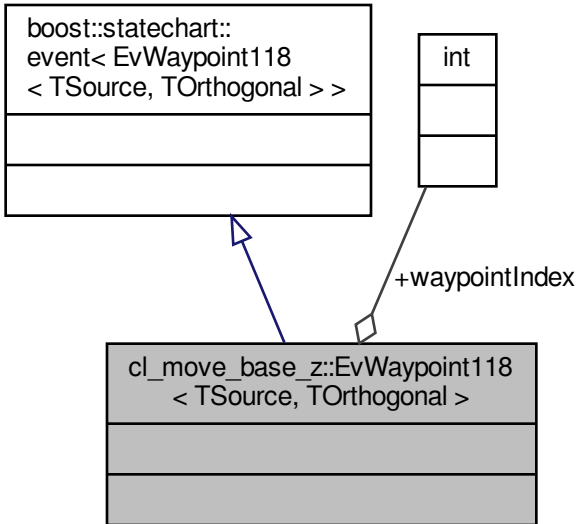 boost::statechart::
event< EvWaypoint118
< TSource, TOrthogonal > >
int
+waypointIndex
cl_move_base_z::EvWaypoint118
< TSource, TOrthogonal >